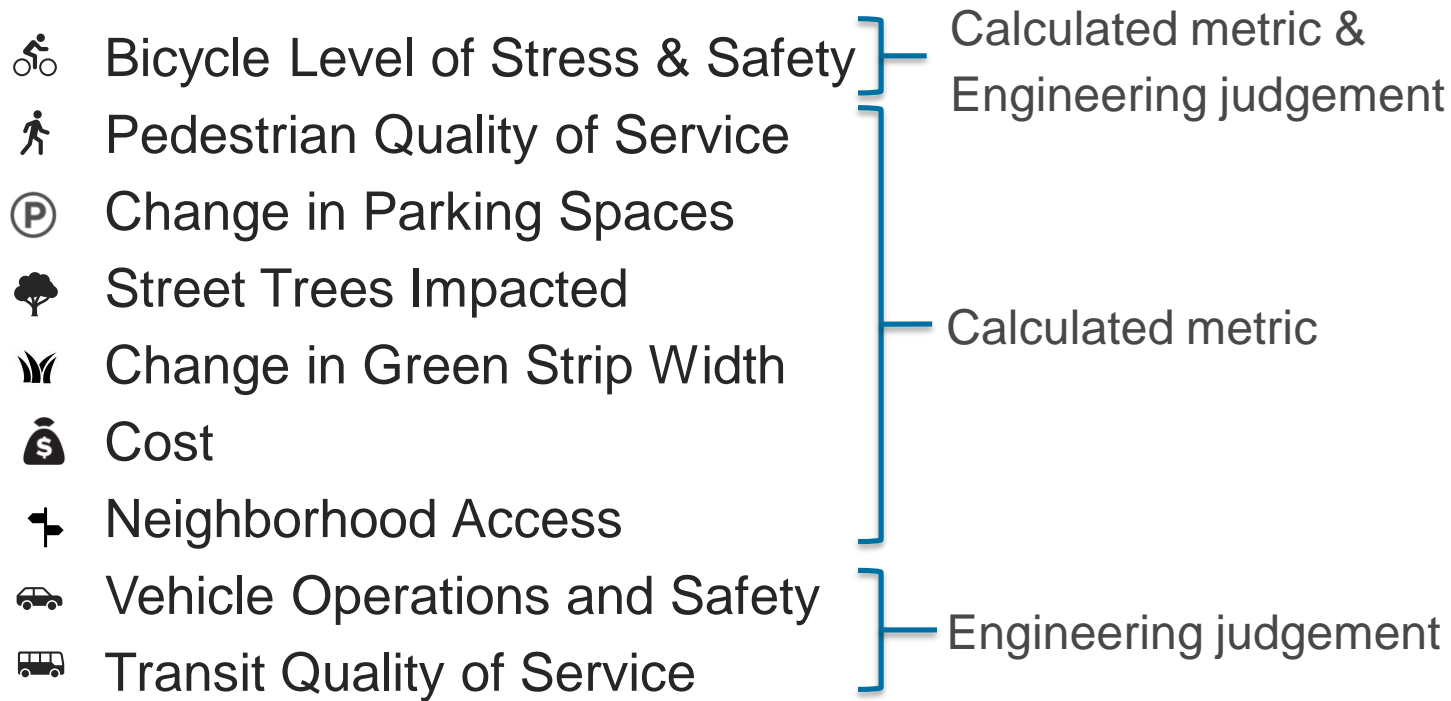 Bicycle Level of Stress & Safety
Pedestrian Quality of Service
P Change in Parking Spaces
Street Trees Impacted
Change in Green Strip Width
$ Cost
Neighborhood Access
Vehicle Operations and Safety
Transit Quality of Service
Calculated metric &
Engineering judgement
Calculated metric
Engineering judgement